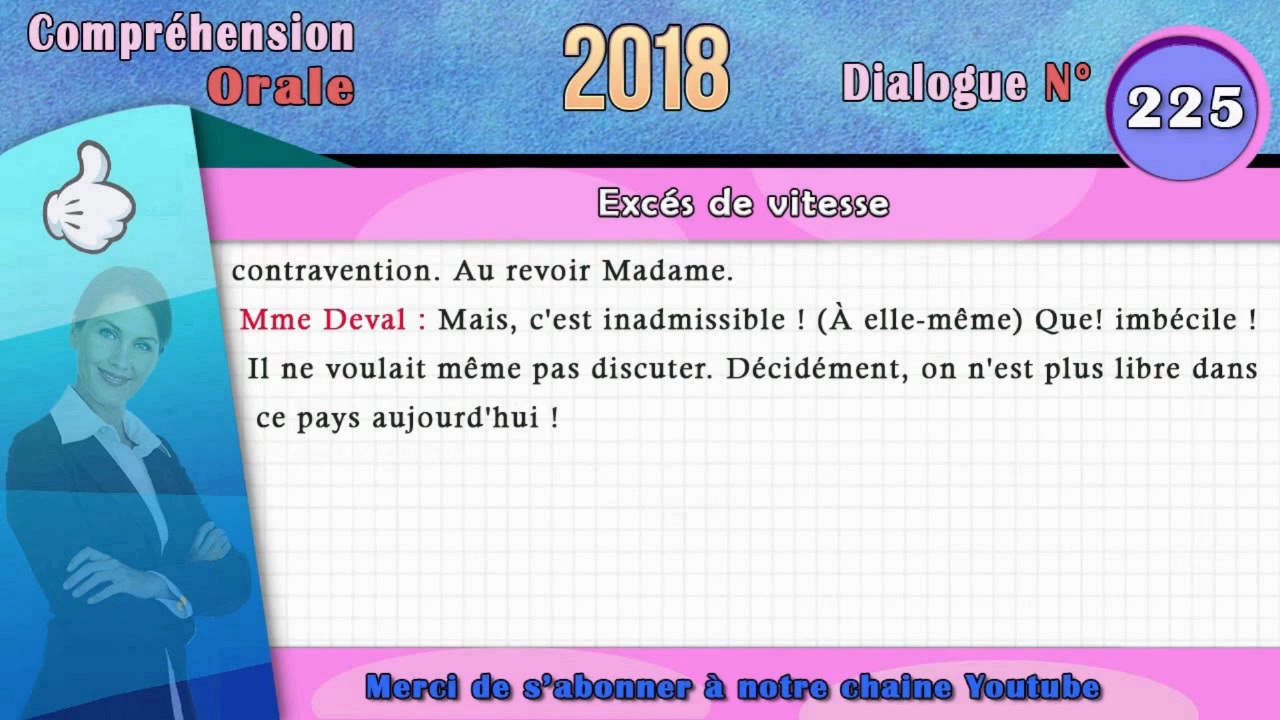 Compréhension
Orale
2018
Dialogue N°
225
Excés de vitesse
contravention. Au revoir Madame.
Mme Deval : Mais, c'est inadmissible ! (À elle-même) Que! imbécile !
Il ne voulait même pas discuter. Décidément, on n'est plus libre dans
ce pays aujourd'hui !
Merci de s'abonner à notre chaine Youtube